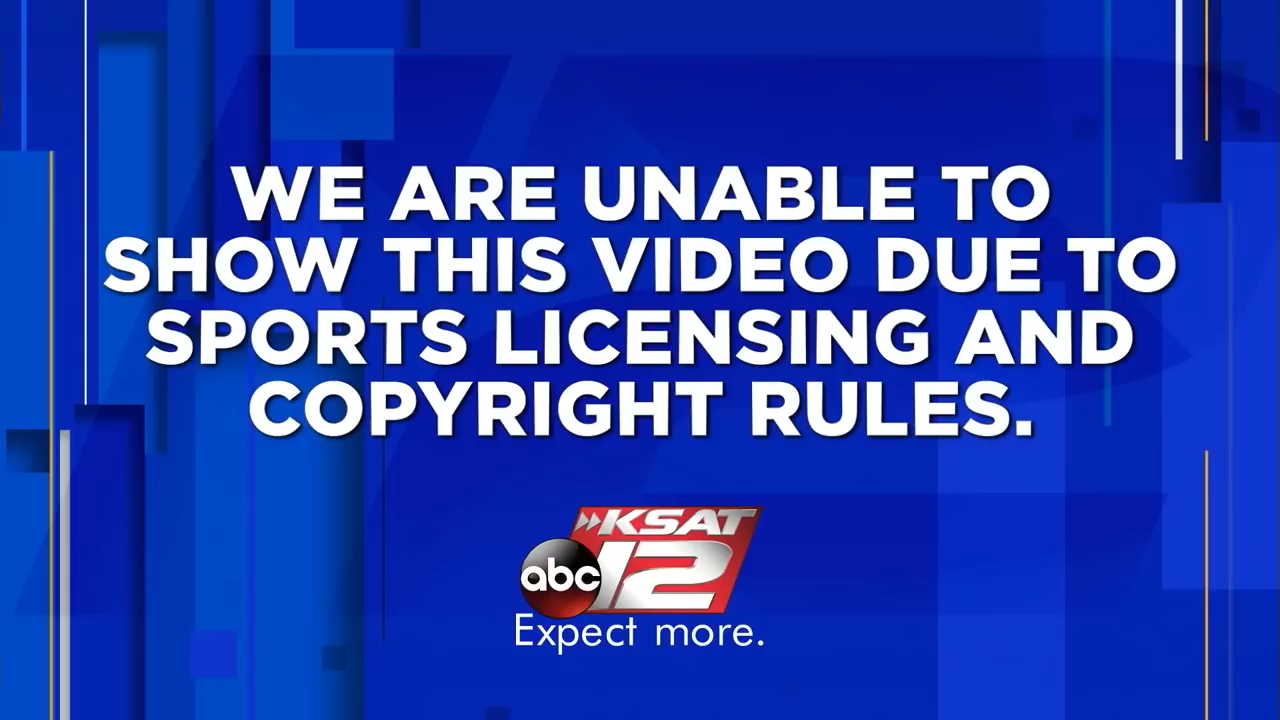 WE ARE UNABLE TO
SHOW THIS VIDEO DUE TO
SPORTS LICENSING AND
COPYRIGHT RULES.
KSAT
abc 12
Expect more.